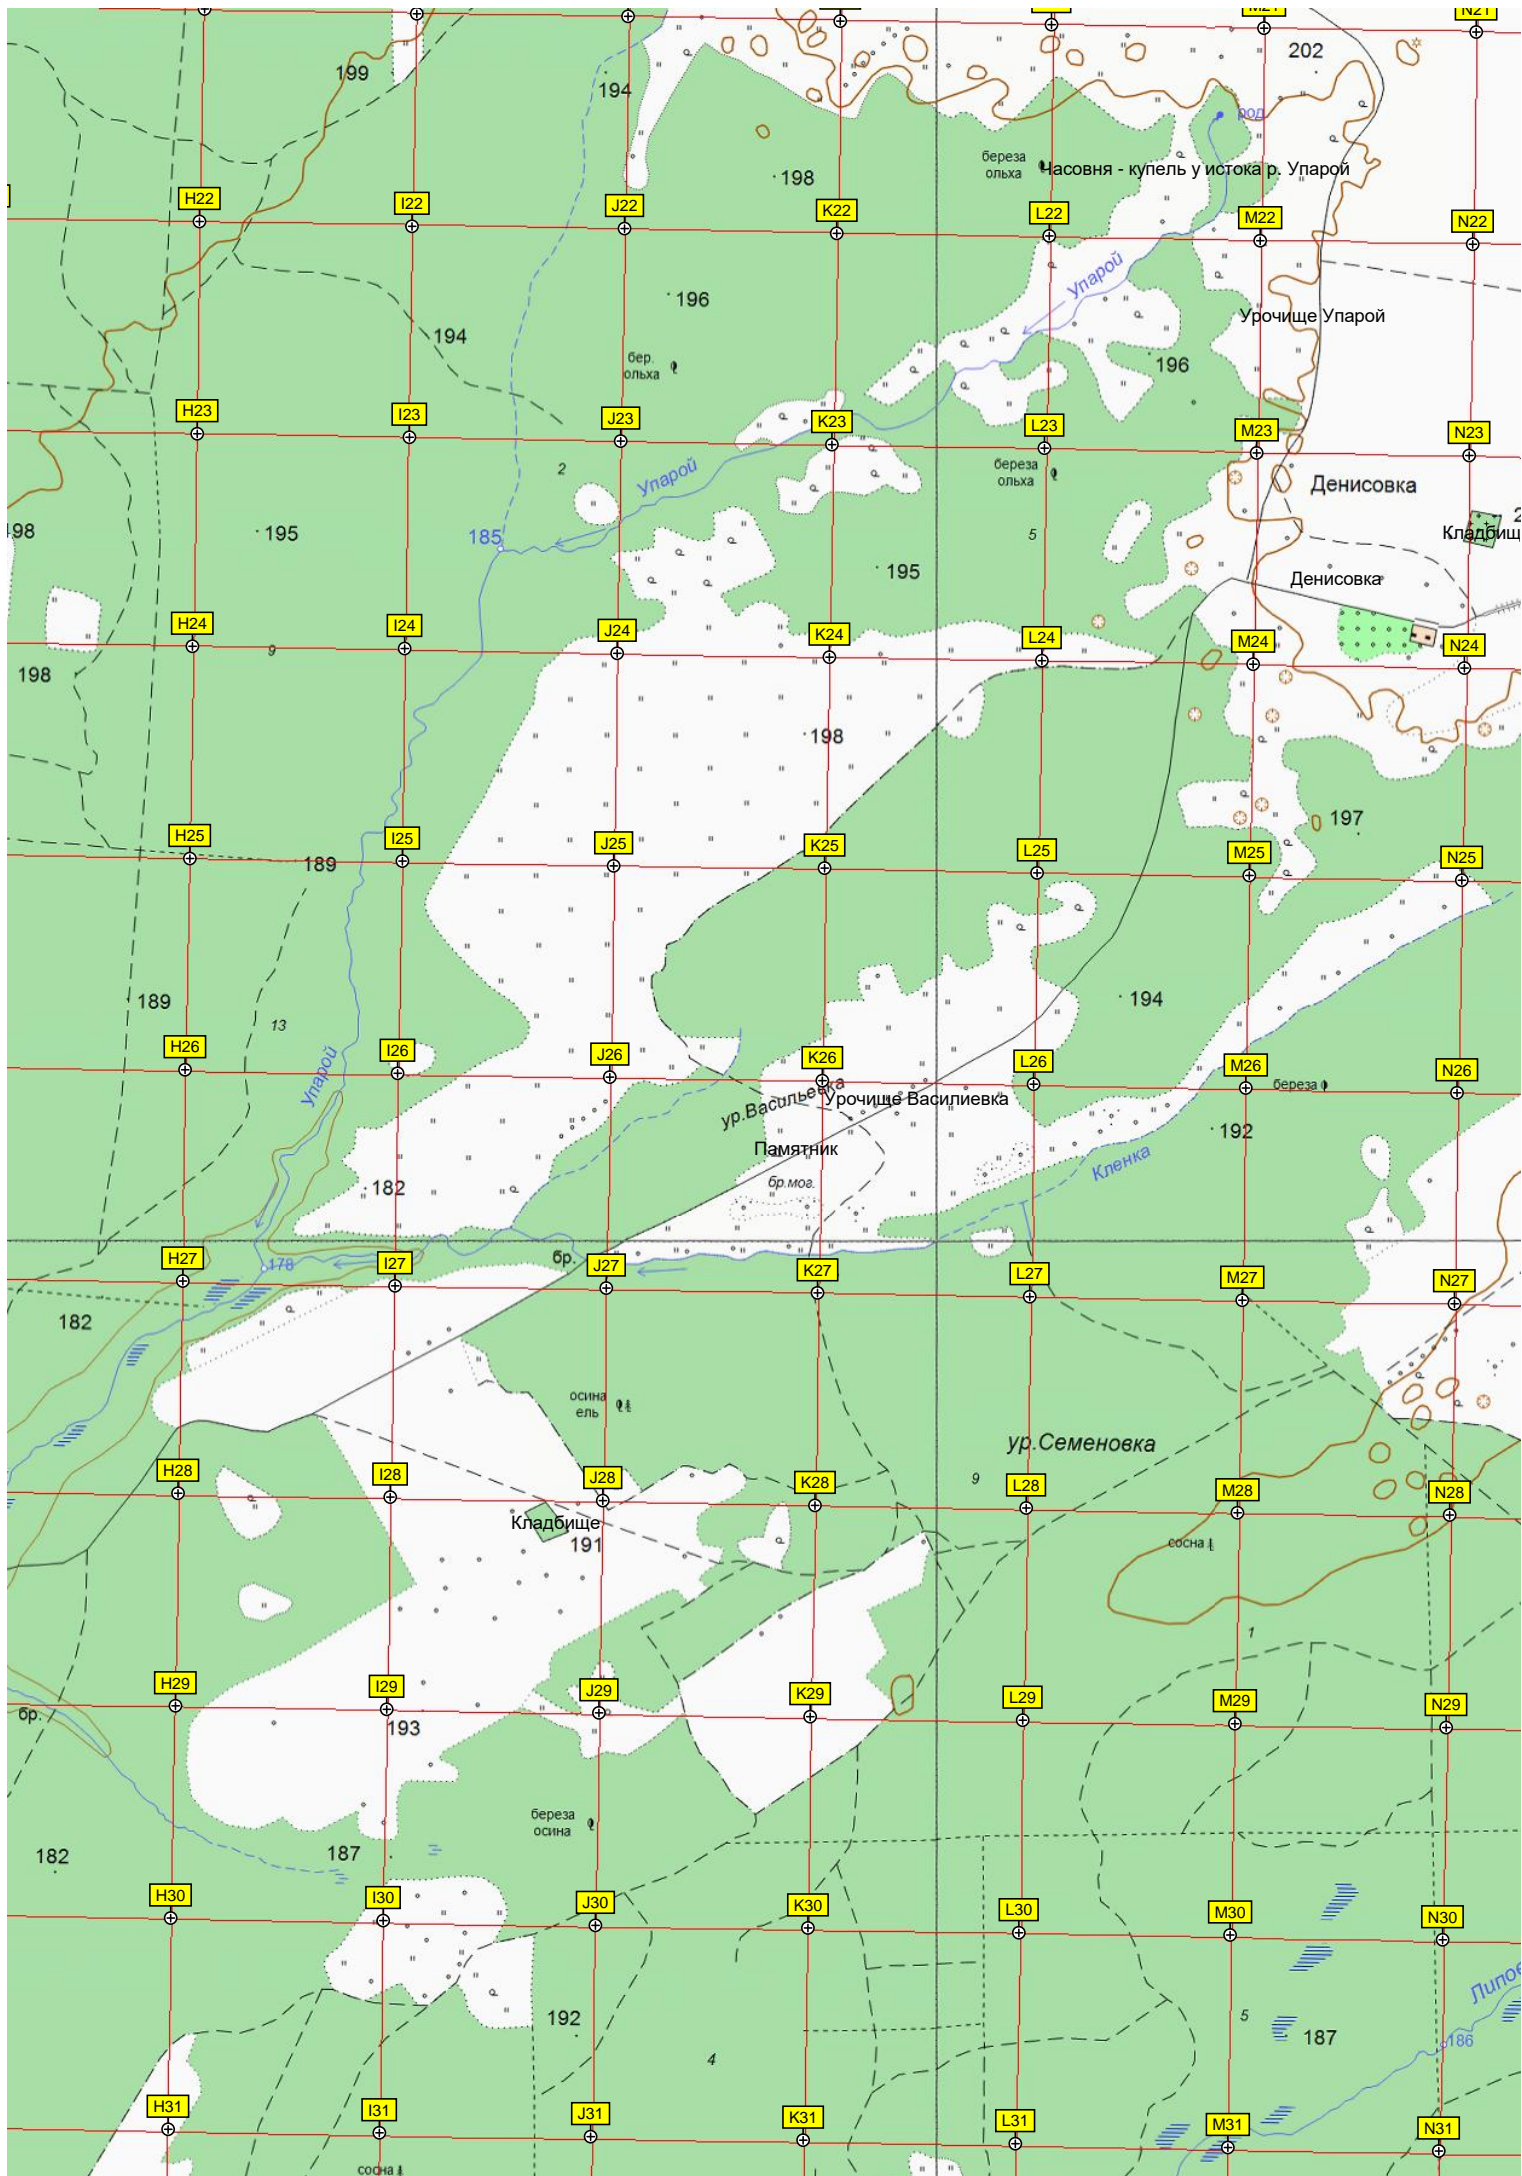 M21
N21
202
199
194
род
береза
ольха
Часовня - купель у истока р. Упарой
198
H22
I22
J22
K22
L22
M22
N22
Упарой
196
Урочище Упарой
194
бер.
ольха
196
H23
I23
J23
K23
L23
M23
N23
2
Упарой
береза
ольха
Денисовка
198
195
185
5
Кладбищ
195
Денисовка
H24
I24
J24
K24
L24
M24
N24
9
198
198
197
H25
I25
J25
K25
L25
M25
N25
189
189
194
13
H26
I26
J26
K26
L26
M26
N26
Упарой
ур.Васильевка
Урочище Василиевка
береза
192
Памятник
Кленка
182
бр.мог.
H27
178
I27
бр.
J27
K27
L27
M27
N27
182
осина
ель
ур.Семеновка
9
H28
I28
J28
K28
L28
M28
N28
Кладбище
191
сосна
1
H29
I29
J29
K29
L29
M29
N29
бр.
193
береза
осина
182
187
H30
I30
J30
K30
L30
M30
N30
192
5
187
186
4
H31
I31
J31
K31
L31
M31
N31
сосна